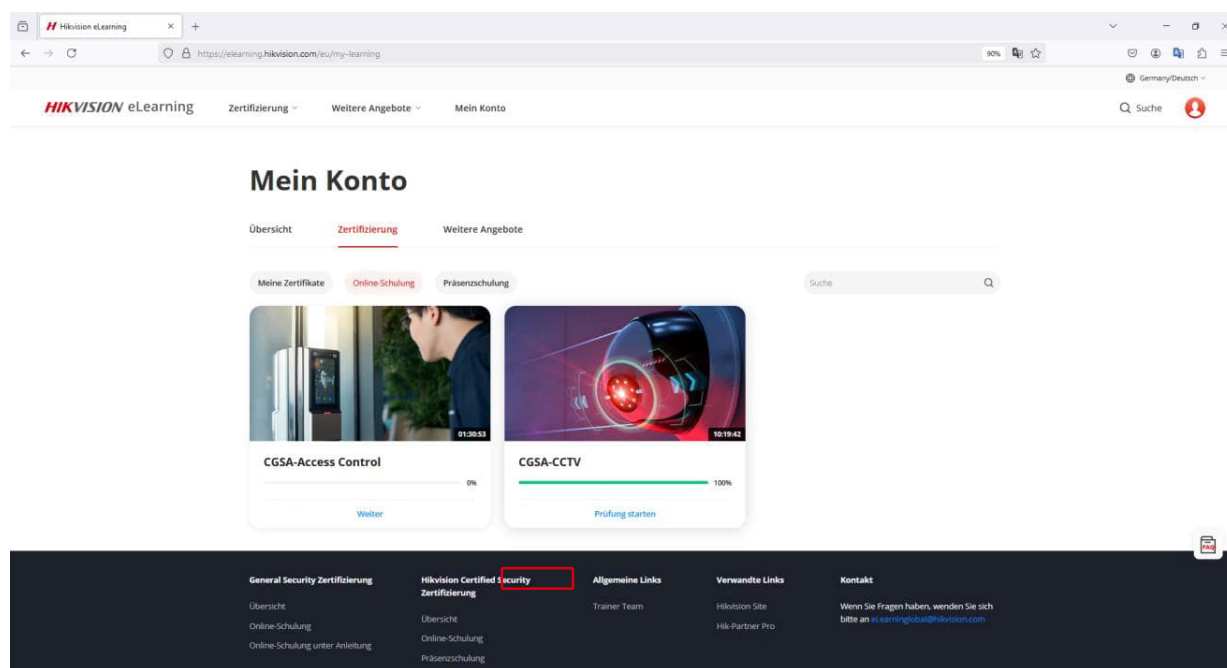 Hikvision eLearning
https://elearning.hikvision.com/eu/my-learning
90%
Germany/Deutsch
HIKVISION eLearning
Zertifizierung
Weitere Angebote
Mein Konto
Suche
Mein Konto
Übersicht
Zertifizierung
Weitere Angebote
Meine Zertifikate
Online-Schulung
Präsenzschulung
Suche
01:30:53
CGSA-Access Control
0%
Weiter
10:19:42
CGSA-CCTV
100%
Prüfung starten
FAQ
General Security Zertifizierung
Übersicht
Online-Schulung
Online-Schulung unter Anleitung
Hikvision Certified Security
Zertifizierung
Übersicht
Online-Schulung
Präsenzschulung
Allgemeine Links
Trainer Team
Verwandte Links
Hikvision Site
Hik-Partner Pro
Kontakt
Wenn Sie Fragen haben, wenden Sie sich
bitte an eLearninglobal@hikvision.com